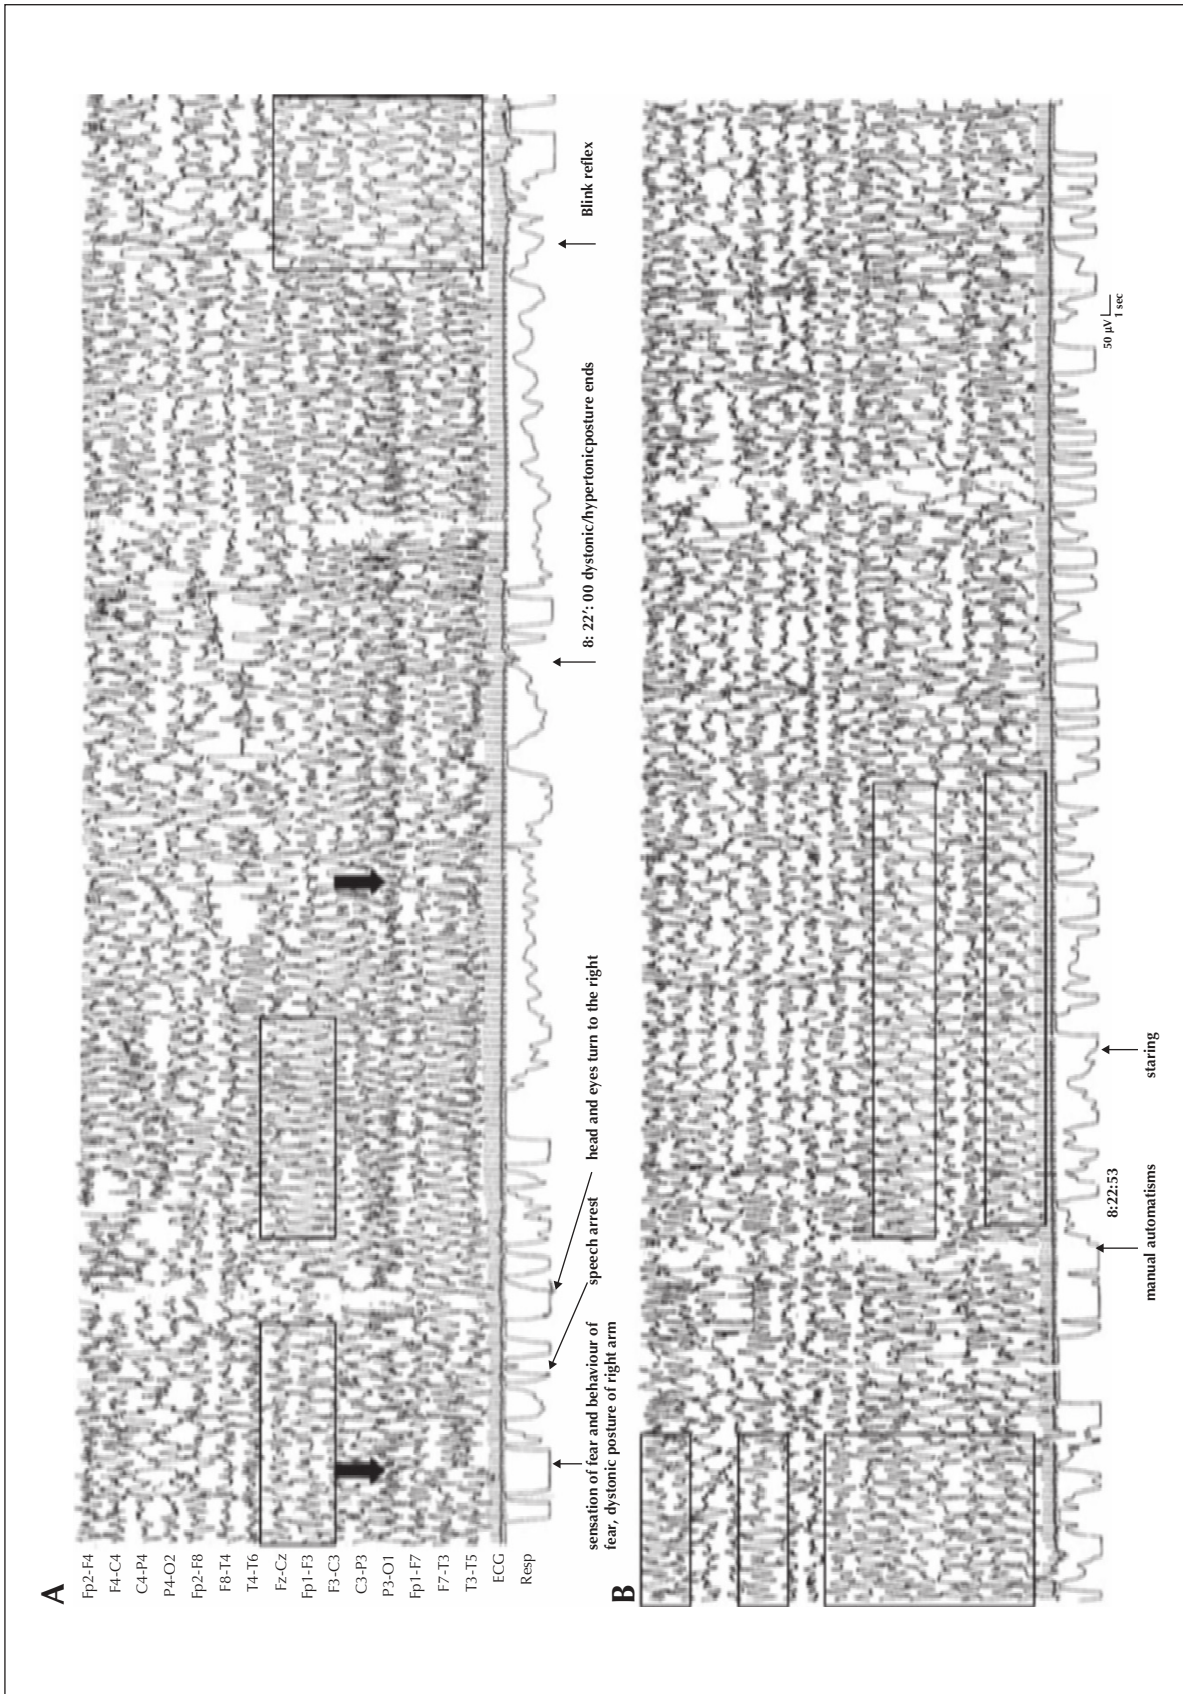 A
Fp2-F4
F4-C4
C4-P4
P4-O2
Fp2-F8
F8-T4
T4-T6
Fz-Cz
Fp1-F3
F3-C3
C3-P3
P3-O1
Fp1-F7
F7-T3
T3-T5
ECG
Resp
sensation of fear and behaviour of
fear, dystonic posture of right arm
speech arrest
head and eyes turn to the right
8: 22′: 00 dystonic/hypertonicposture ends
Blink reflex
B
manual automatisms
8:22:53
staring
50 μV
1 sec